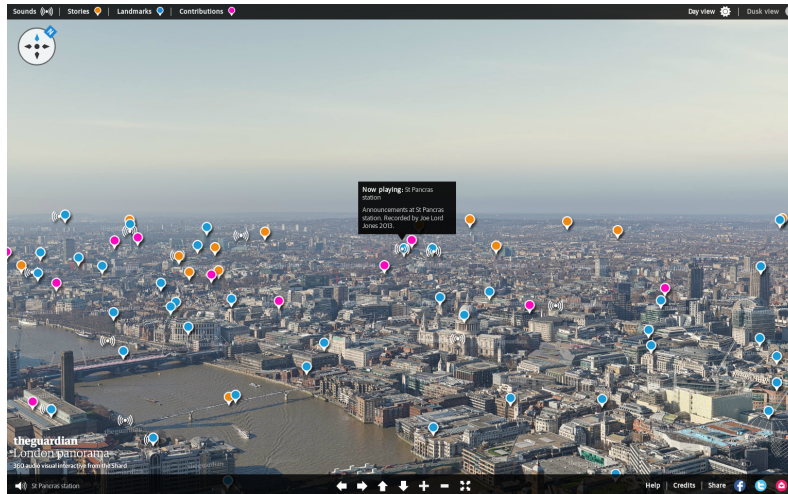 Sounds | Stories | Landmarks | Contributions
Day view | Dusk view
N
Now playing: St Pancras
station
Announcements at St Pancras
station. Recorded by Joe Lord
Jones 2013.
theguardian
London panorama
360 audio visual interactive from the Shard
St Pancras station
Help | Credits | Share